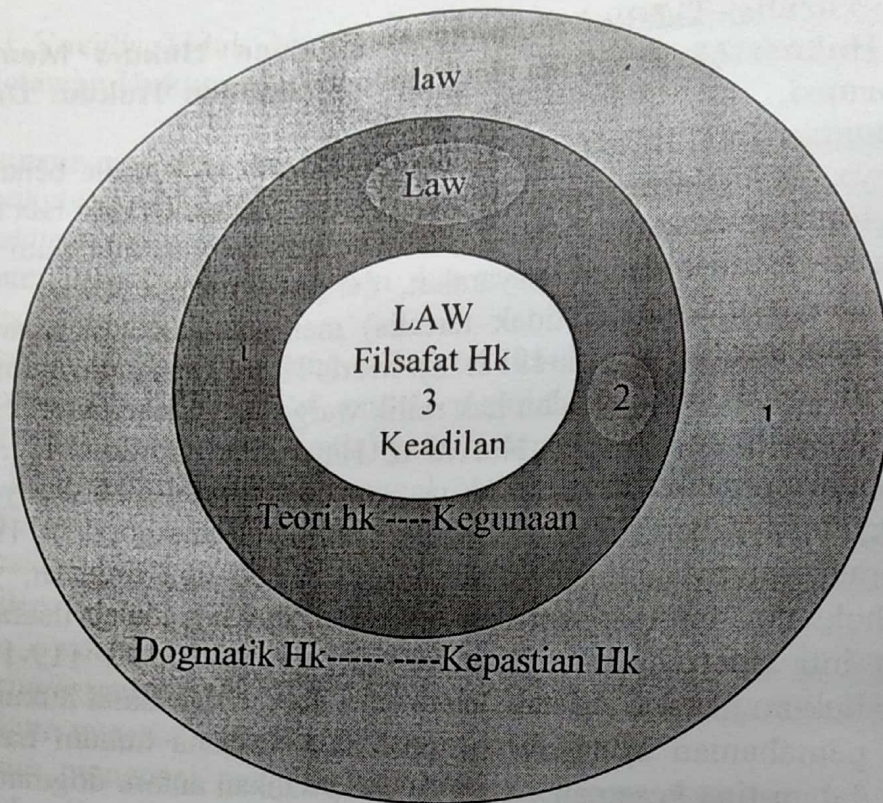 law
Law
LAW
Filsafat Hk
3
Keadilan
1
2
1
Teori hk ----Kegunaan
Dogmatik Hk----- ----Kepastian Hk